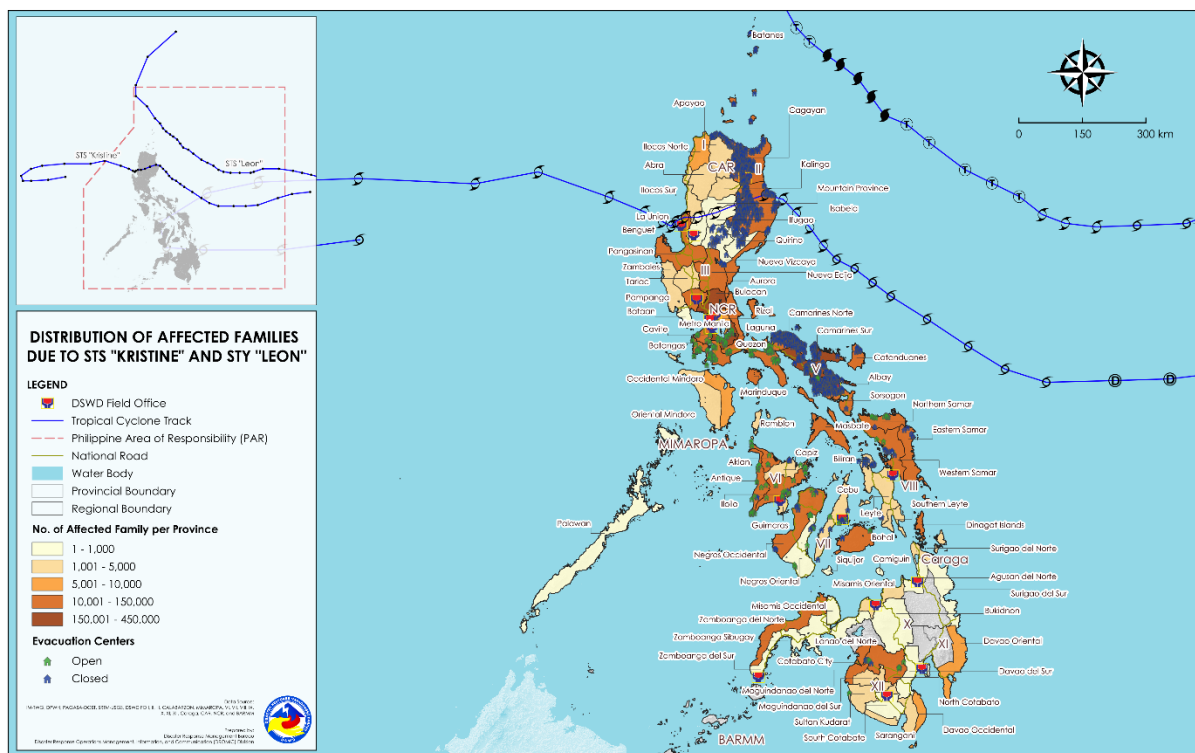 STS "Kristine"
STS "Leon"
DISTRIBUTION OF AFFECTED FAMILIES
DUE TO STS "KRISTINE" AND STY "LEON"
LEGEND
DSWD Field Office
Tropical Cyclone Track
Philippine Area of Responsibility (PAR)
National Road
Water Body
Provincial Boundary
Regional Boundary
No. of Affected Family per Province
1 - 1,000
1,001 - 5,000
5,001 - 10,000
10,001 - 150,000
150,001 - 450,000
Evacuation Centers
Open
Closed
Data Source:
Prepared by:
Disaster Response Management Bureau
0 150 300 km
Batanes
Apayao
Cagayan
Ilocos Norte
I
Abra
CAR
II
Kalinga
Ilocos Sur
Mountain Province
La Union
Isabela
Benguet
Ifugao
Pangasinan
Quirino
Zambales
III
Nueva Vizcaya
Tarlac
Aurora
Nueva Ecija
Pampanga
Bulacan
Bataan
NCR
Rizal
Metro Manila
Camarines Norte
Cavite
Laguna
Camarines Sur
Batangas
Quezon
Catanduanes
V
Albay
Occidental Mindoro
Marinduque
Sorsogon
Oriental Mindoro
Romblon
Masbate
Northern Samar
MIMAROPA
Eastern Samar
Aklan
Capiz
Biliran
Antique
VI
Western Samar
Iloilo
Cebu
VIII
Palawan
Guimaras
Leyte
Southern Leyte
Dinagat Islands
VII
Bohol
Negros Occidental
Siquijor
Camiguin
Surigao del Norte
Caraga
Negros Oriental
Misamis Oriental
Agusan del Norte
Surigao del Sur
Misamis Occidental
Bukidnon
Zamboanga del Norte
X
Zamboanga Sibugay
Lanao del Norte
XI
Davao Oriental
Zamboanga del Sur
Cotabato City
Davao del Sur
Maguindanao del Norte
XII
North Cotabato
Maguindanao del Sur
Sultan Kudarat
South Cotabato
Sarangani
Davao Occidental
BARMM